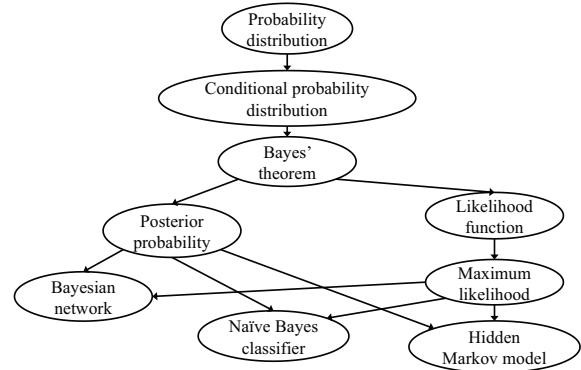 Probability
distribution
Conditional probability
distribution
Bayes’
theorem
Posterior
probability
Likelihood
function
Bayesian
network
Maximum
likelihood
Naïve Bayes
classifier
Hidden
Markov model